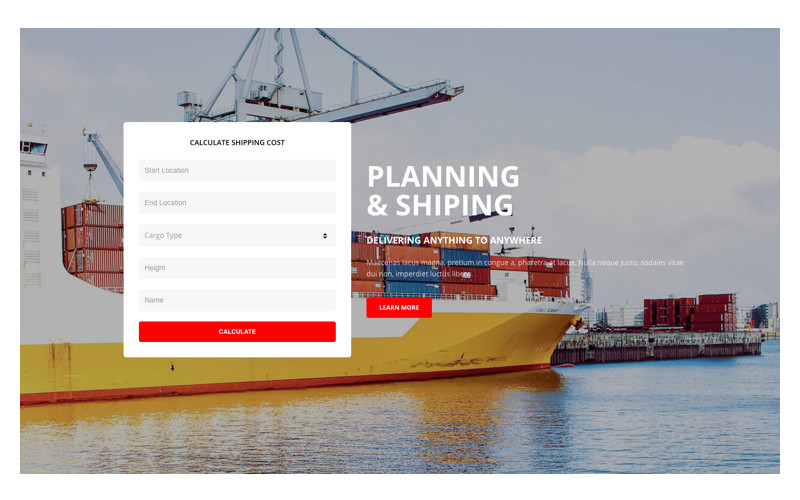 CALCULATE SHIPPING COST
Start Location
End Location
Cargo Type
Height
Name
CALCULATE
PLANNING
& SHIPING
DELIVERING ANYTHING TO ANYWHERE
Maecenas lacus magna, pretium in congue a, pharetra at lacus. Nulla neque justo, sodales vitae
dui non, imperdiet luctus libero.
LEARN MORE